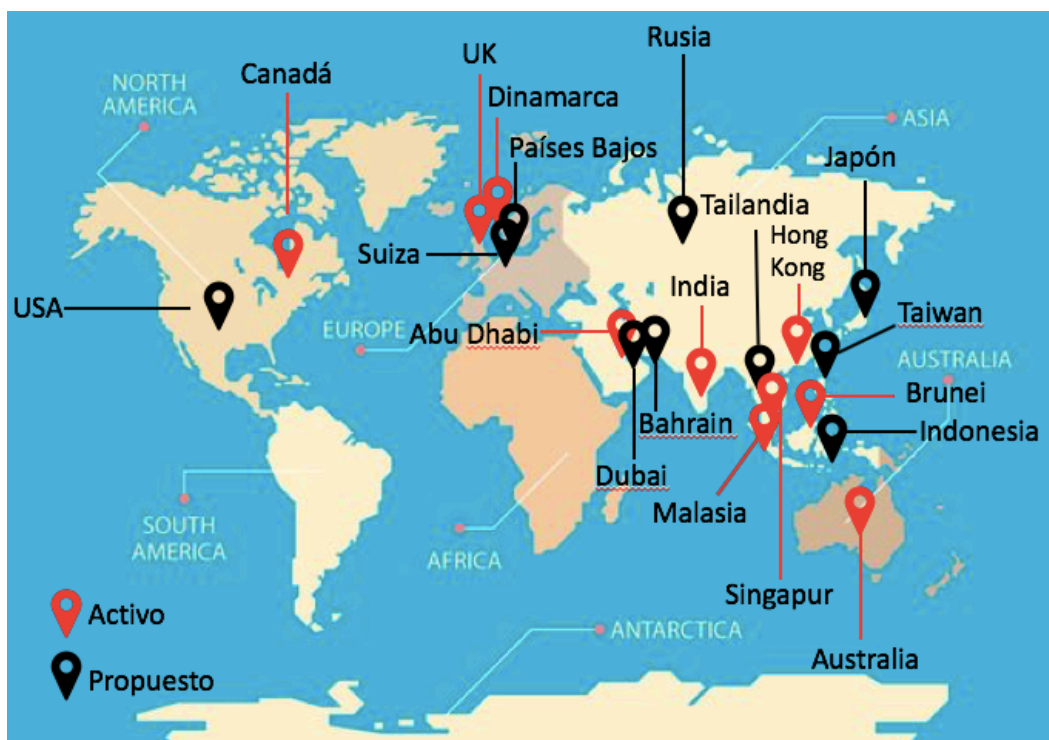 Rusia
UK
Canadá
NORTH
AMERICA
Dinamarca
ASIA
Países Bajos
Japón
Tailandia
Hong
Kong
Suiza
India
USA
EUROPE
Abu Dhabi
Taiwan
AUSTRALIA
Brunei
Bahrain
Indonesia
Dubai
Malasia
SOUTH
AMERICA
AFRICA
Singapur
Activo
ANTARCTICA
Australia
Propuesto